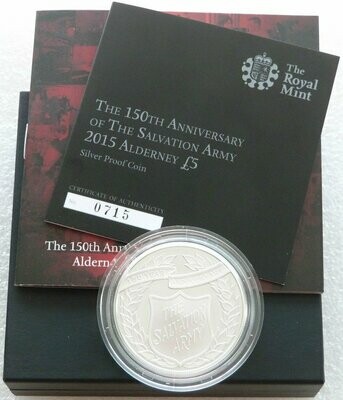 The
Royal
Mint
THE 150TH ANNIVERSARY
OF THE SALVATION ARMY
2015 ALDERNEY £5
Silver Proof Coin
CERTIFICATE OF AUTHENTICITY
No 0715
The 150th Ann
Aldern
THE
SALVATION
ARMY